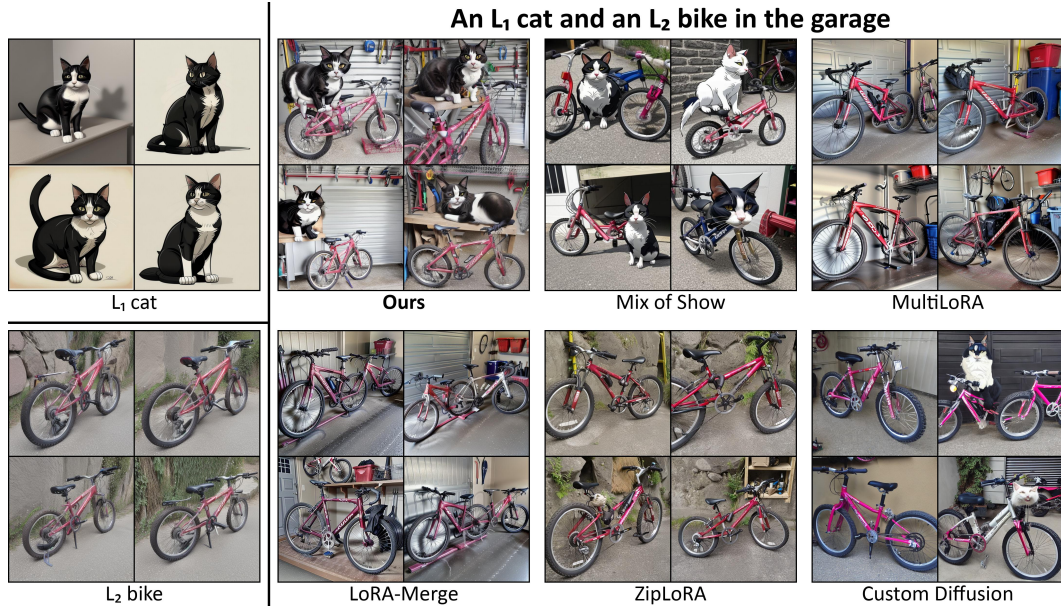 An L₁ cat and an L₂ bike in the garage
L₁ cat
Ours
Mix of Show
MultiLoRA
L₂ bike
LoRA-Merge
ZipLoRA
Custom Diffusion